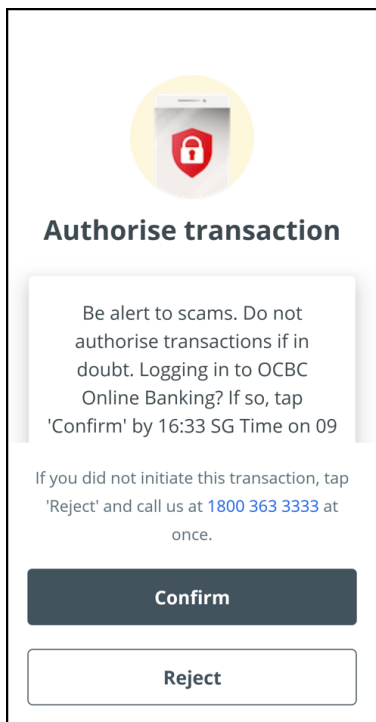 Authorise transaction
Be alert to scams. Do not
authorise transactions if in
doubt. Logging in to OCBC
Online Banking? If so, tap
'Confirm' by 16:33 SG Time on 09
If you did not initiate this transaction, tap
'Reject' and call us at 1800 363 3333 at
once.
Confirm
Reject